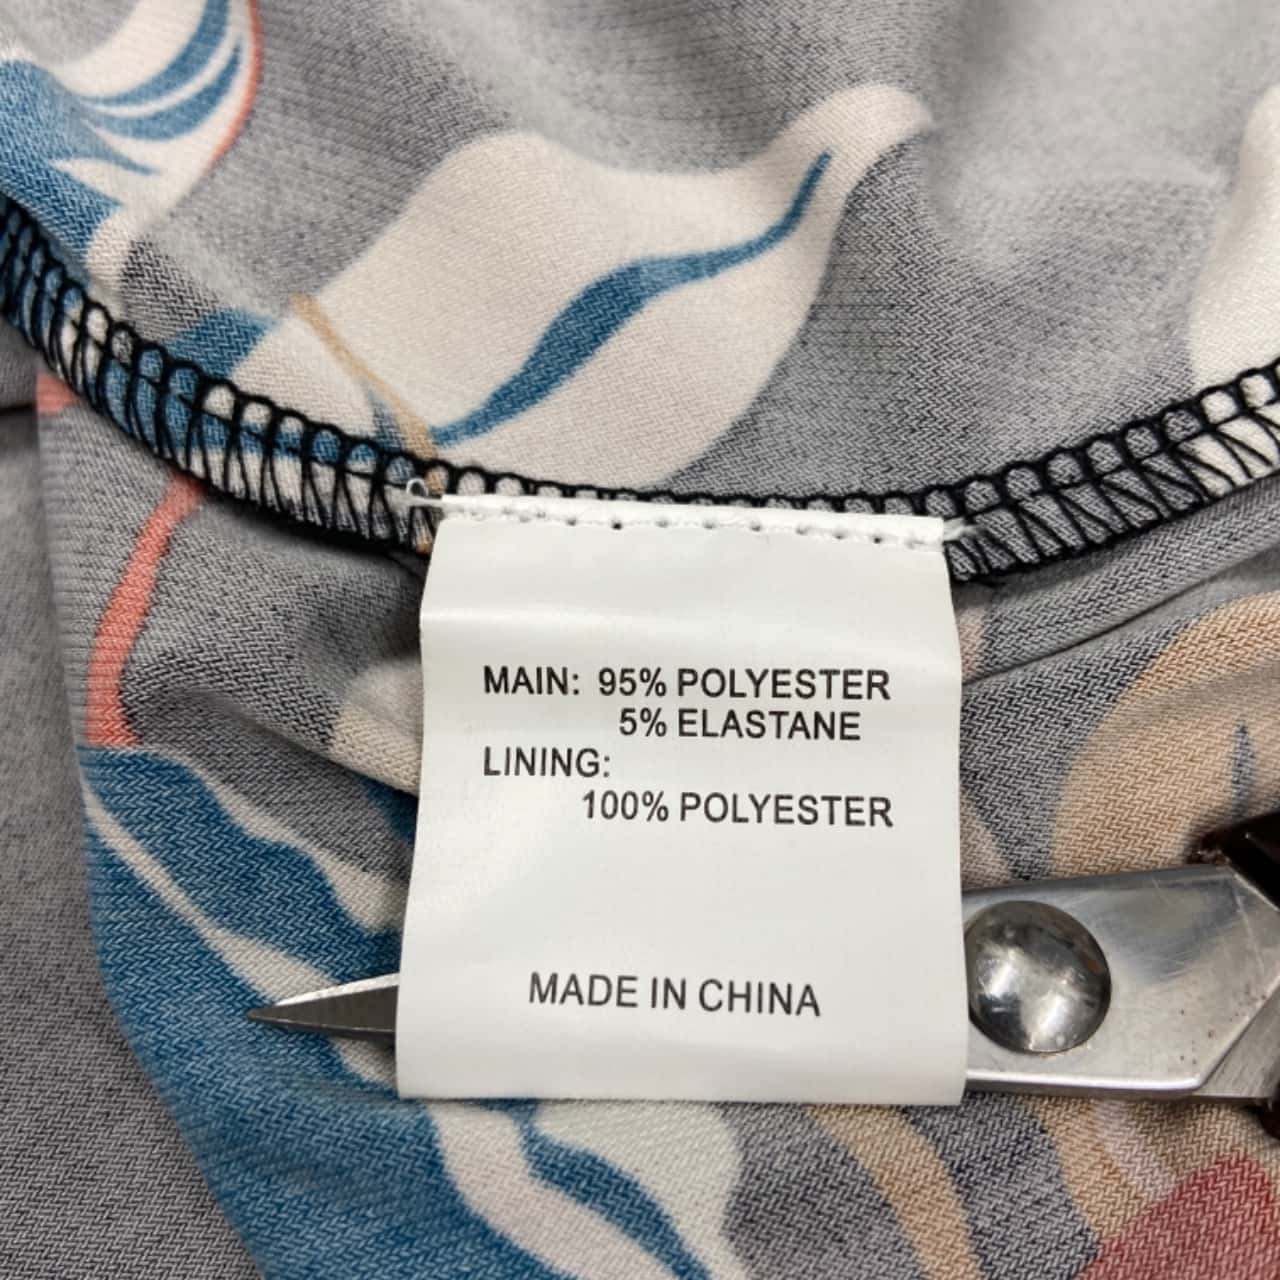 MAIN: 95% POLYESTER
5% ELASTANE
LINING:
100% POLYESTER
MADE IN CHINA